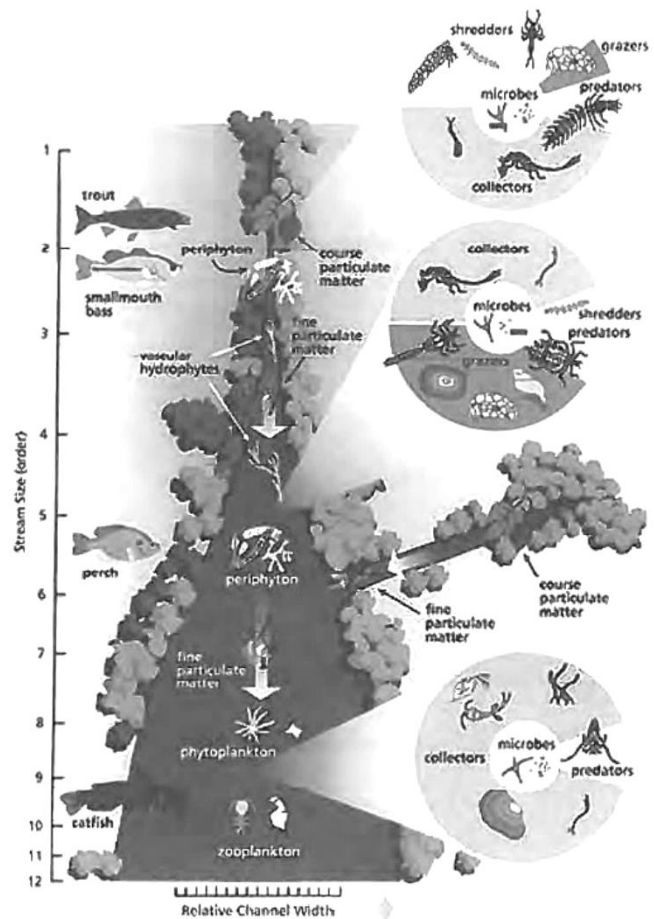 shredders
grazers
predators
microbes
collectors
1
trout
2
periphyton
course
particulate
matter
smallmouth
bass
collectors
microbes
shredders
predators
grazers
3
fine
particulate
matter
vascular
hydrophytes
4
Stream Size (order)
5
perch
periphyton
6
fine
particulate
matter
course
particulate
matter
7
fine
particulate
matter
8
phytoplankton
collectors
microbes
predators
9
catfish
10
zooplankton
11
12
Relative Channel Width